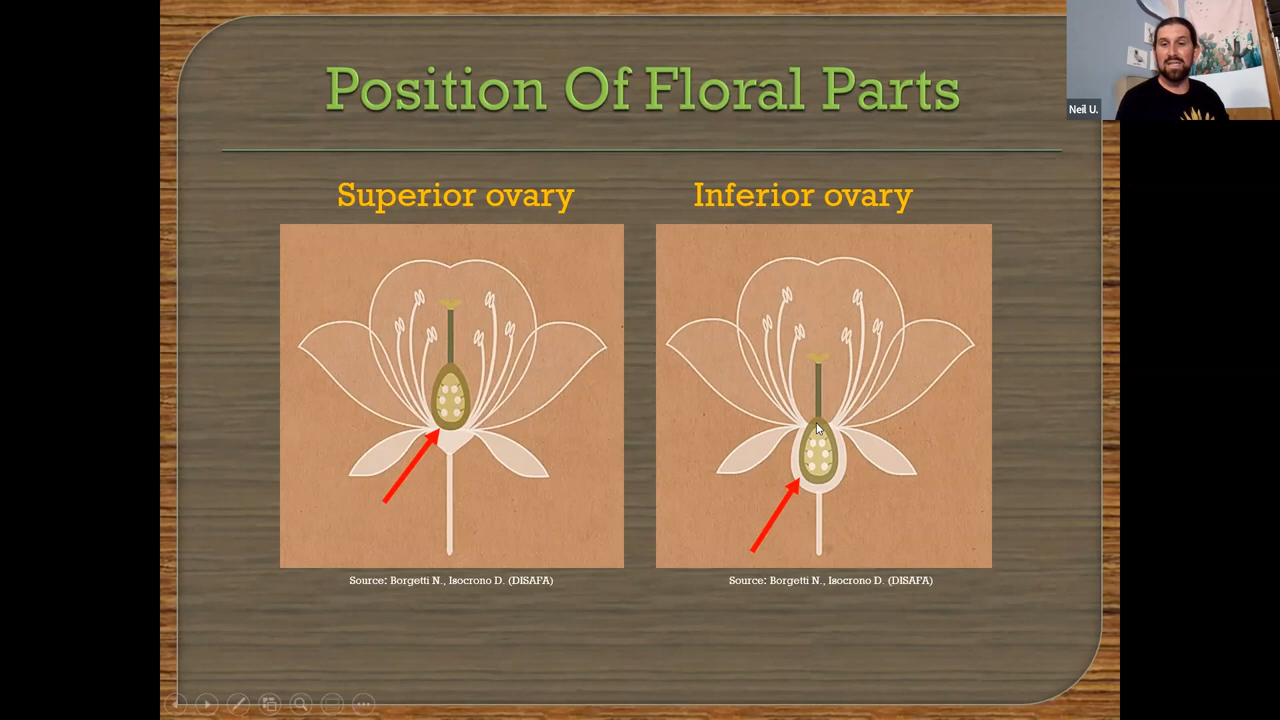 Position Of Floral Parts
Neil U.
Superior ovary
Inferior ovary
Source: Borgetti N., Isocrono D. (DISAFA)
Source: Borgetti N., Isocrono D. (DISAFA)